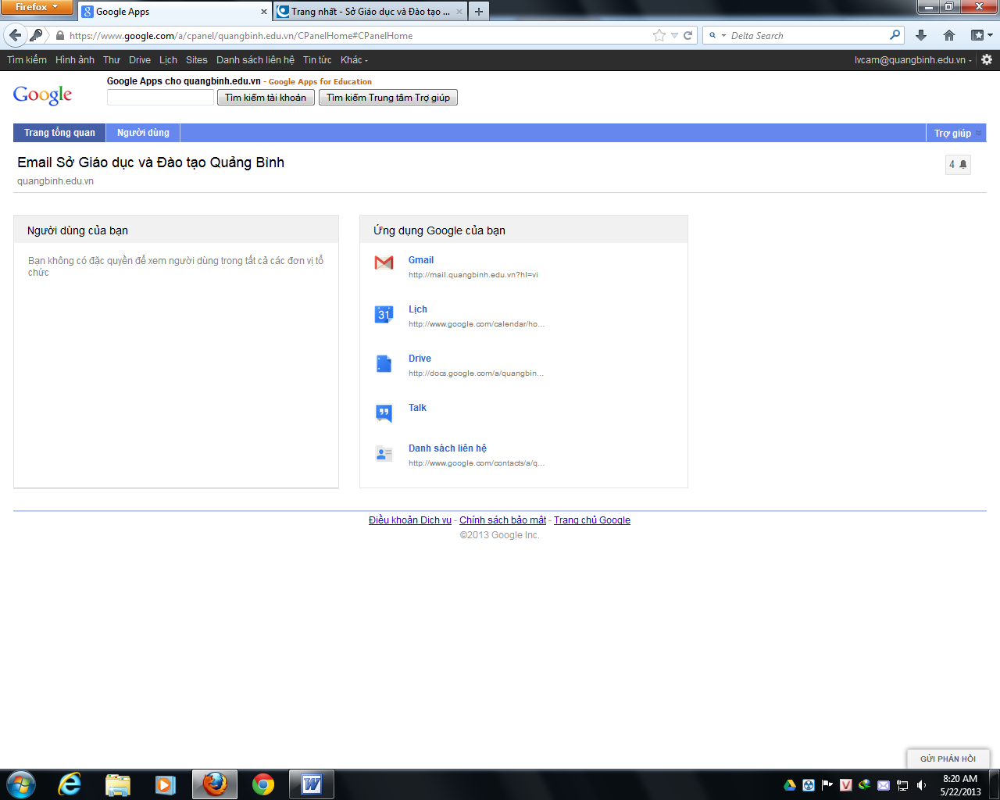 Firefox
Google Apps
Trang nhất - Sở Giáo dục và Đào tạo ...
https://www.google.com/a/cpanel/quangbinh.edu.vn/CPanelHome#CPanelHome
Delta Search
Tìm kiếm Hình ảnh Thư Drive Lịch Sites Danh sách liên hệ Tin tức Khác
lvcam@quangbinh.edu.vn
Google
Google Apps cho quangbinh.edu.vn - Google Apps for Education
Tìm kiếm tài khoản
Tìm kiếm Trung tâm Trợ giúp
Trang tổng quan
Người dùng
Trợ giúp
Email Sở Giáo dục và Đào tạo Quảng Bình
4
quangbinh.edu.vn
Người dùng của bạn
Bạn không có đặc quyền để xem người dùng trong tất cả các đơn vị tổ
chức
Ứng dụng Google của bạn
Gmail
http://mail.quangbinh.edu.vn?hl=vi
31
Lịch
http://www.google.com/calendar/ho...
Drive
http://docs.google.com/a/quangbin...
Talk
Danh sách liên hệ
http://www.google.com/contacts/a/q...
Điều khoản Dịch vụ - Chính sách bảo mật - Trang chủ Google
©2013 Google Inc.
GỬI PHẢN HỒI
8:20 AM
5/22/2013